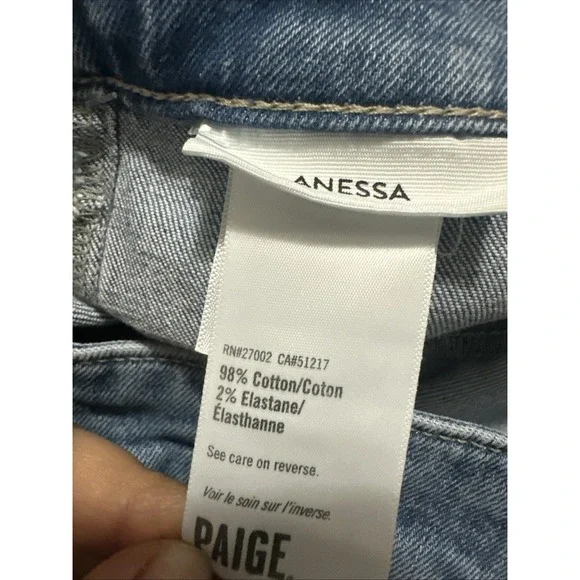 ANESSA
RN#27002 CA#51217
98% Cotton/Coton
2% Elastane/
Élasthanne
See care on reverse.
Voir le soin sur l'inverse.
PAIGE